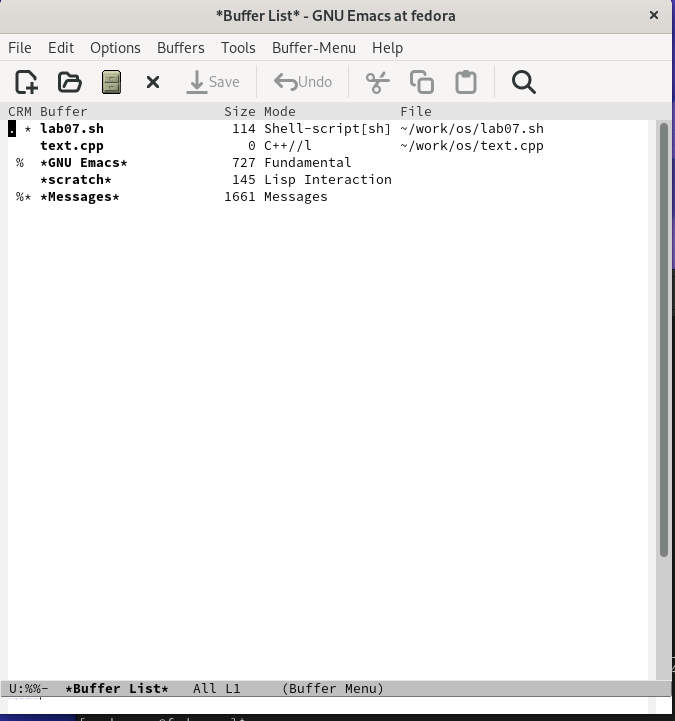 *Buffer List* - GNU Emacs at fedora
File Edit Options Buffers Tools Buffer-Menu Help
Save Undo
CRM Buffer Size Mode File
. * lab07.sh 114 Shell-script[sh] ~/work/os/lab07.sh
text.cpp 0 C++//l ~/work/os/text.cpp
% *GNU Emacs* 727 Fundamental
*scratch* 145 Lisp Interaction
%* *Messages* 1661 Messages
U:%%- *Buffer List* All L1 (Buffer Menu)